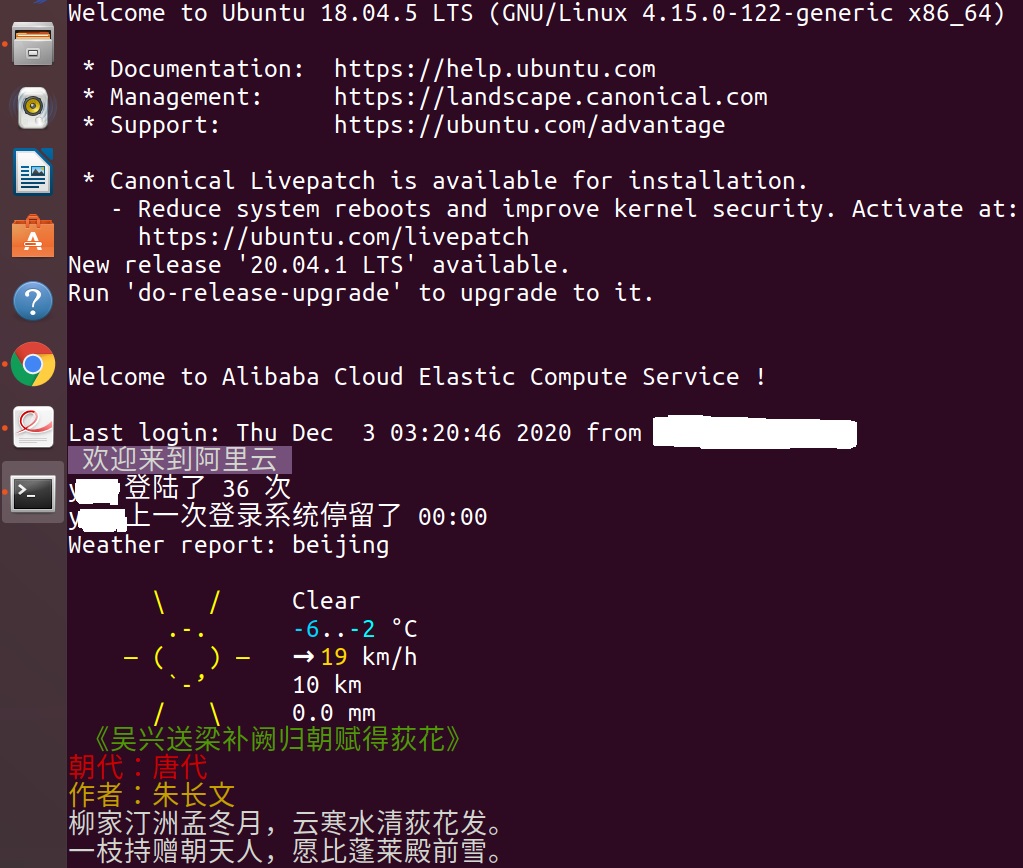 Welcome to Ubuntu 18.04.5 LTS (GNU/Linux 4.15.0-122-generic x86_64)
* Documentation: https://help.ubuntu.com
* Management: https://landscape.canonical.com
* Support: https://ubuntu.com/advantage
* Canonical Livepatch is available for installation.
- Reduce system reboots and improve kernel security. Activate at:
https://ubuntu.com/livepatch
New release '20.04.1 LTS' available.
Run 'do-release-upgrade' to upgrade to it.
Welcome to Alibaba Cloud Elastic Compute Service !
Last login: Thu Dec 3 03:20:46 2020 from
欢迎来到阿里云
y 登陆了 36 次
y 上一次登录系统停留了 00:00
Weather report: beijing
Clear
-6..-2 °C
→ 19 km/h
10 km
0.0 mm
《吴兴送梁补阙归朝赋得荻花》
朝代：唐代
作者：朱长文
柳家汀洲孟冬月，云寒水清荻花发。
一枝持赠朝天人，愿比蓬莱殿前雪。